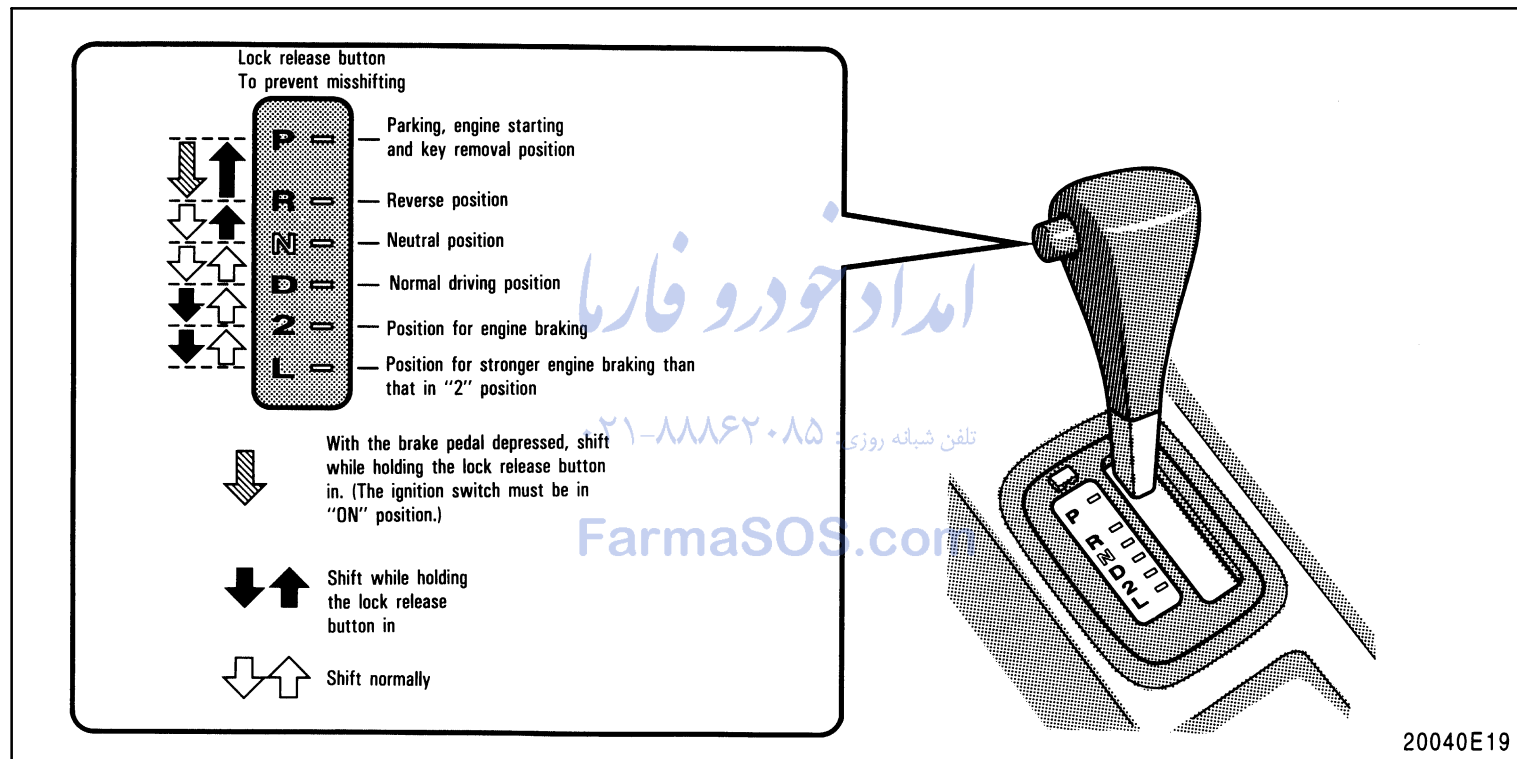 Lock release button
To prevent misshifting
P
Parking, engine starting
and key removal position
R
Reverse position
N
Neutral position
D
Normal driving position
2
Position for engine braking
L
Position for stronger engine braking than
that in "2" position
With the brake pedal depressed, shift
while holding the lock release button
in. (The ignition switch must be in
"ON" position.)
Shift while holding
the lock release
button in
Shift normally
امداد خودرو فارما
تلفن شبانه روزی: ۰۲۱-۸۸۸۶۲۰۸۵
FarmaSOS.com
P
R
N
D
2
L
20040E19